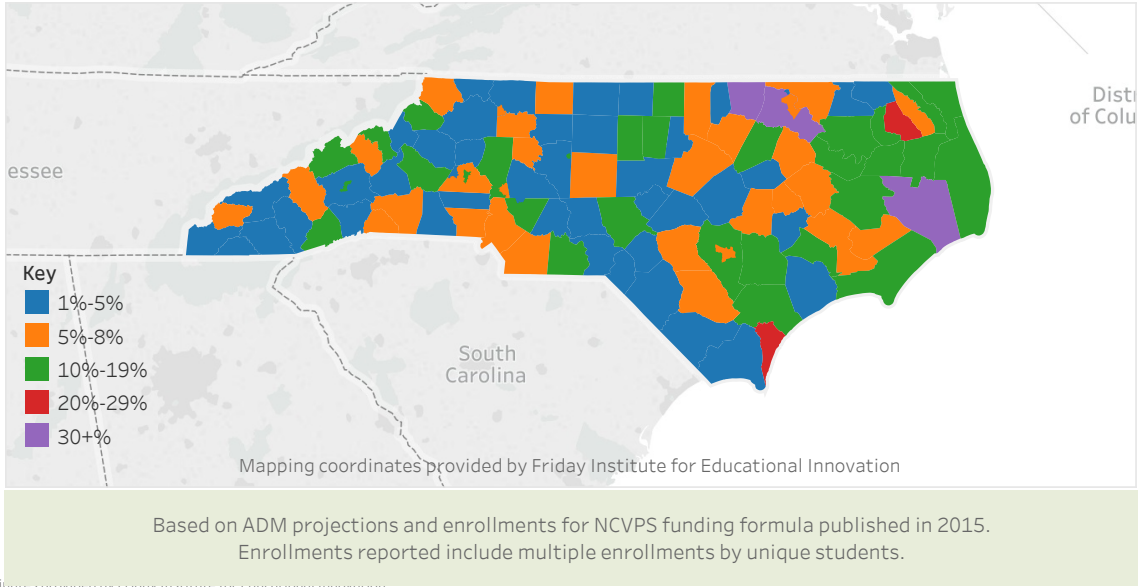 Distr
of Colu
essee
Key
1%-5%
5%-8%
10%-19%
20%-29%
30+%
South
Carolina
Mapping coordinates provided by Friday Institute for Educational Innovation
Based on ADM projections and enrollments for NCVPS funding formula published in 2015.
Enrollments reported include multiple enrollments by unique students.